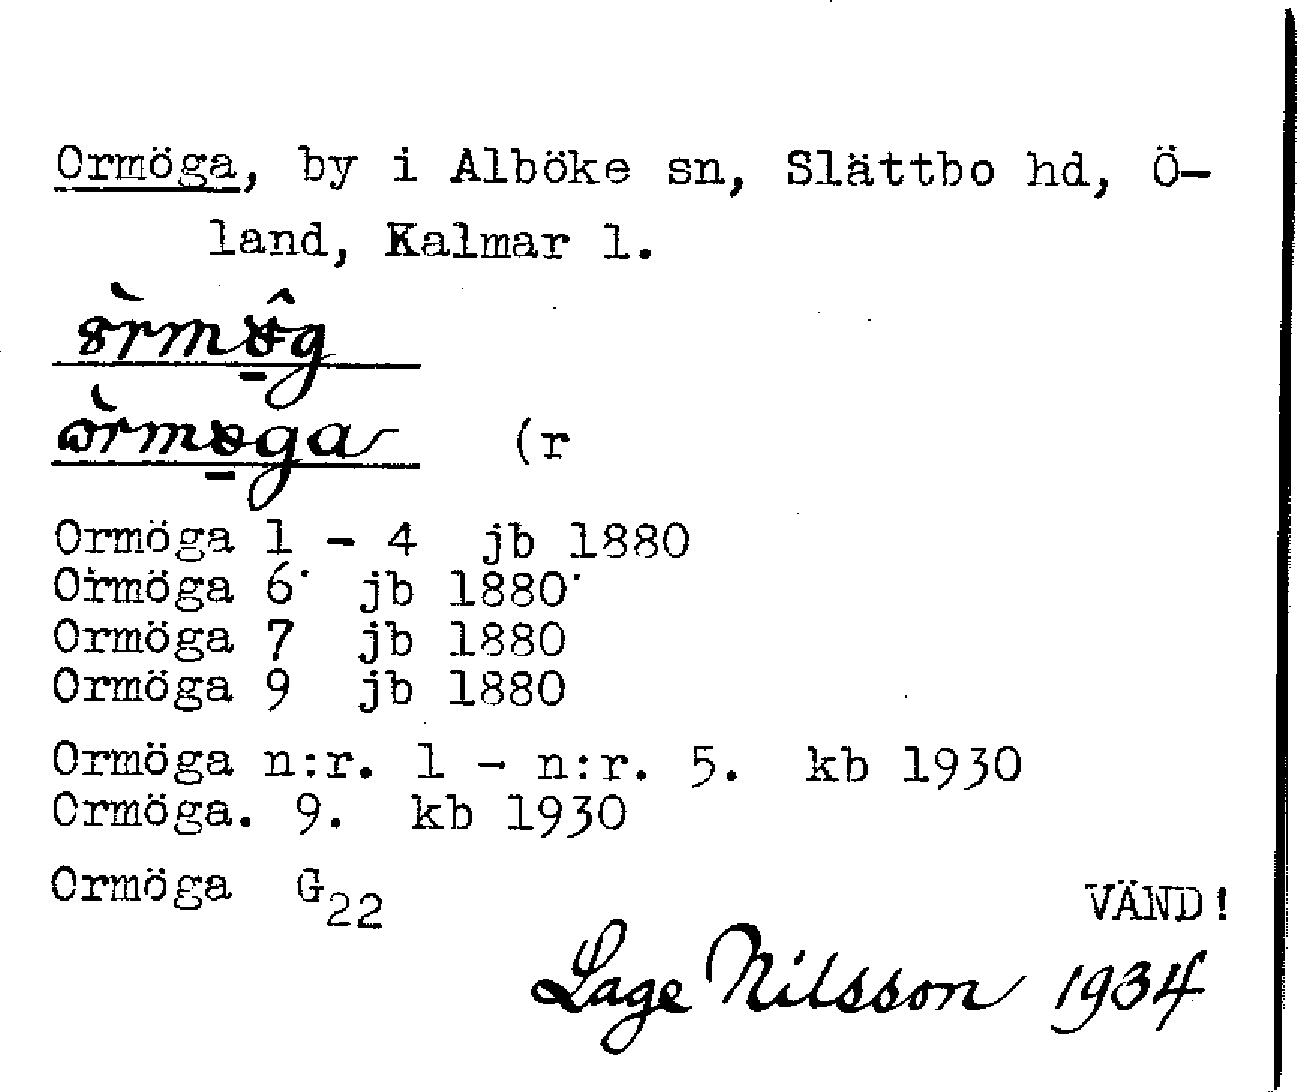 Ormöga, by i Alböke sn, Slättbo hd, Ö-
land, Kalmar l.
(r
Ormöga 1 - 4 jb 1880
Ormöga 6 jb 1880
Ormöga 7 jb 1880
Ormöga 9 jb 1880
Ormöga n:r. 1 - n:r. 5. kb 1930
Ormöga. 9. kb 1930
Ormöga G22
VÄND!
Lage Nilsson 1934